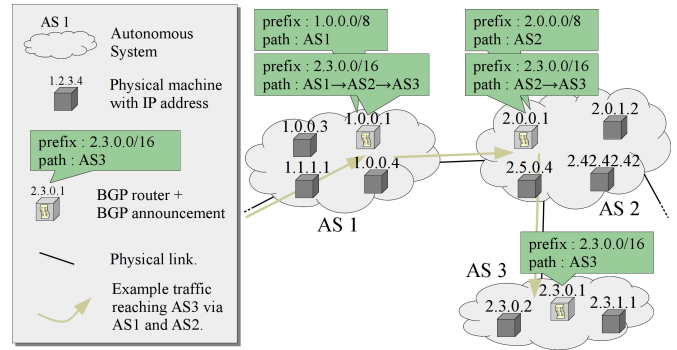 AS 1
Autonomous
System
1.2.3.4
Physical machine
with IP address
prefix : 2.3.0.0/16
path : AS3
2.3.0.1
BGP router +
BGP announcement
Physical link.
Example traffic
reaching AS3 via
AS1 and AS2.
prefix : 1.0.0.0/8
path : AS1
prefix : 2.3.0.0/16
path : AS1→AS2→AS3
1.0.0.3
1.0.0.1
1.1.1.1
1.0.0.4
AS 1
prefix : 2.0.0.0/8
path : AS2
prefix : 2.3.0.0/16
path : AS2→AS3
2.0.0.1
2.0.1.2
2.5.0.4
2.42.42.42
AS 2
prefix : 2.3.0.0/16
path : AS3
AS 3
2.3.0.2
2.3.0.1
2.3.1.1